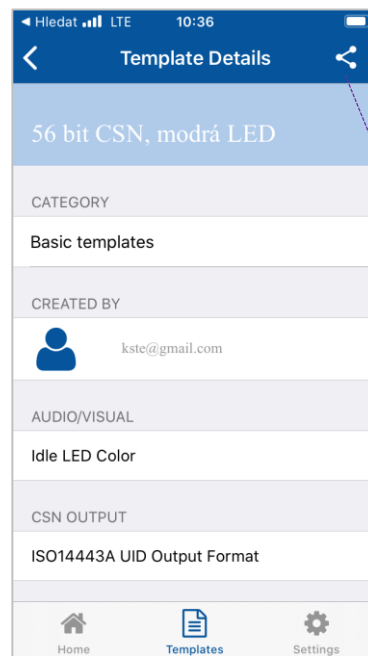 Hledat LTE 10:36
Template Details
56 bit CSN, modrá LED
CATEGORY
Basic templates
CREATED BY
kste@gmail.com
AUDIO/VISUAL
Idle LED Color
CSN OUTPUT
ISO14443A UID Output Format
Home Templates Settings